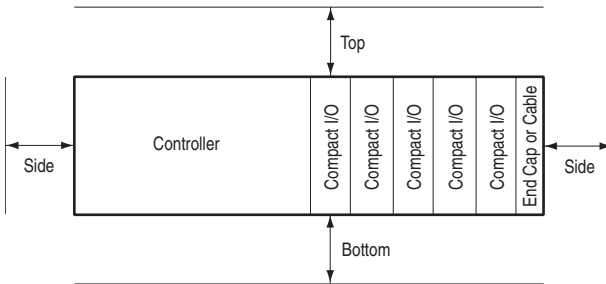 Top
Side
Controller
Compact I/O
Compact I/O
Compact I/O
Compact I/O
Compact I/O
End Cap or Cable
Side
Bottom